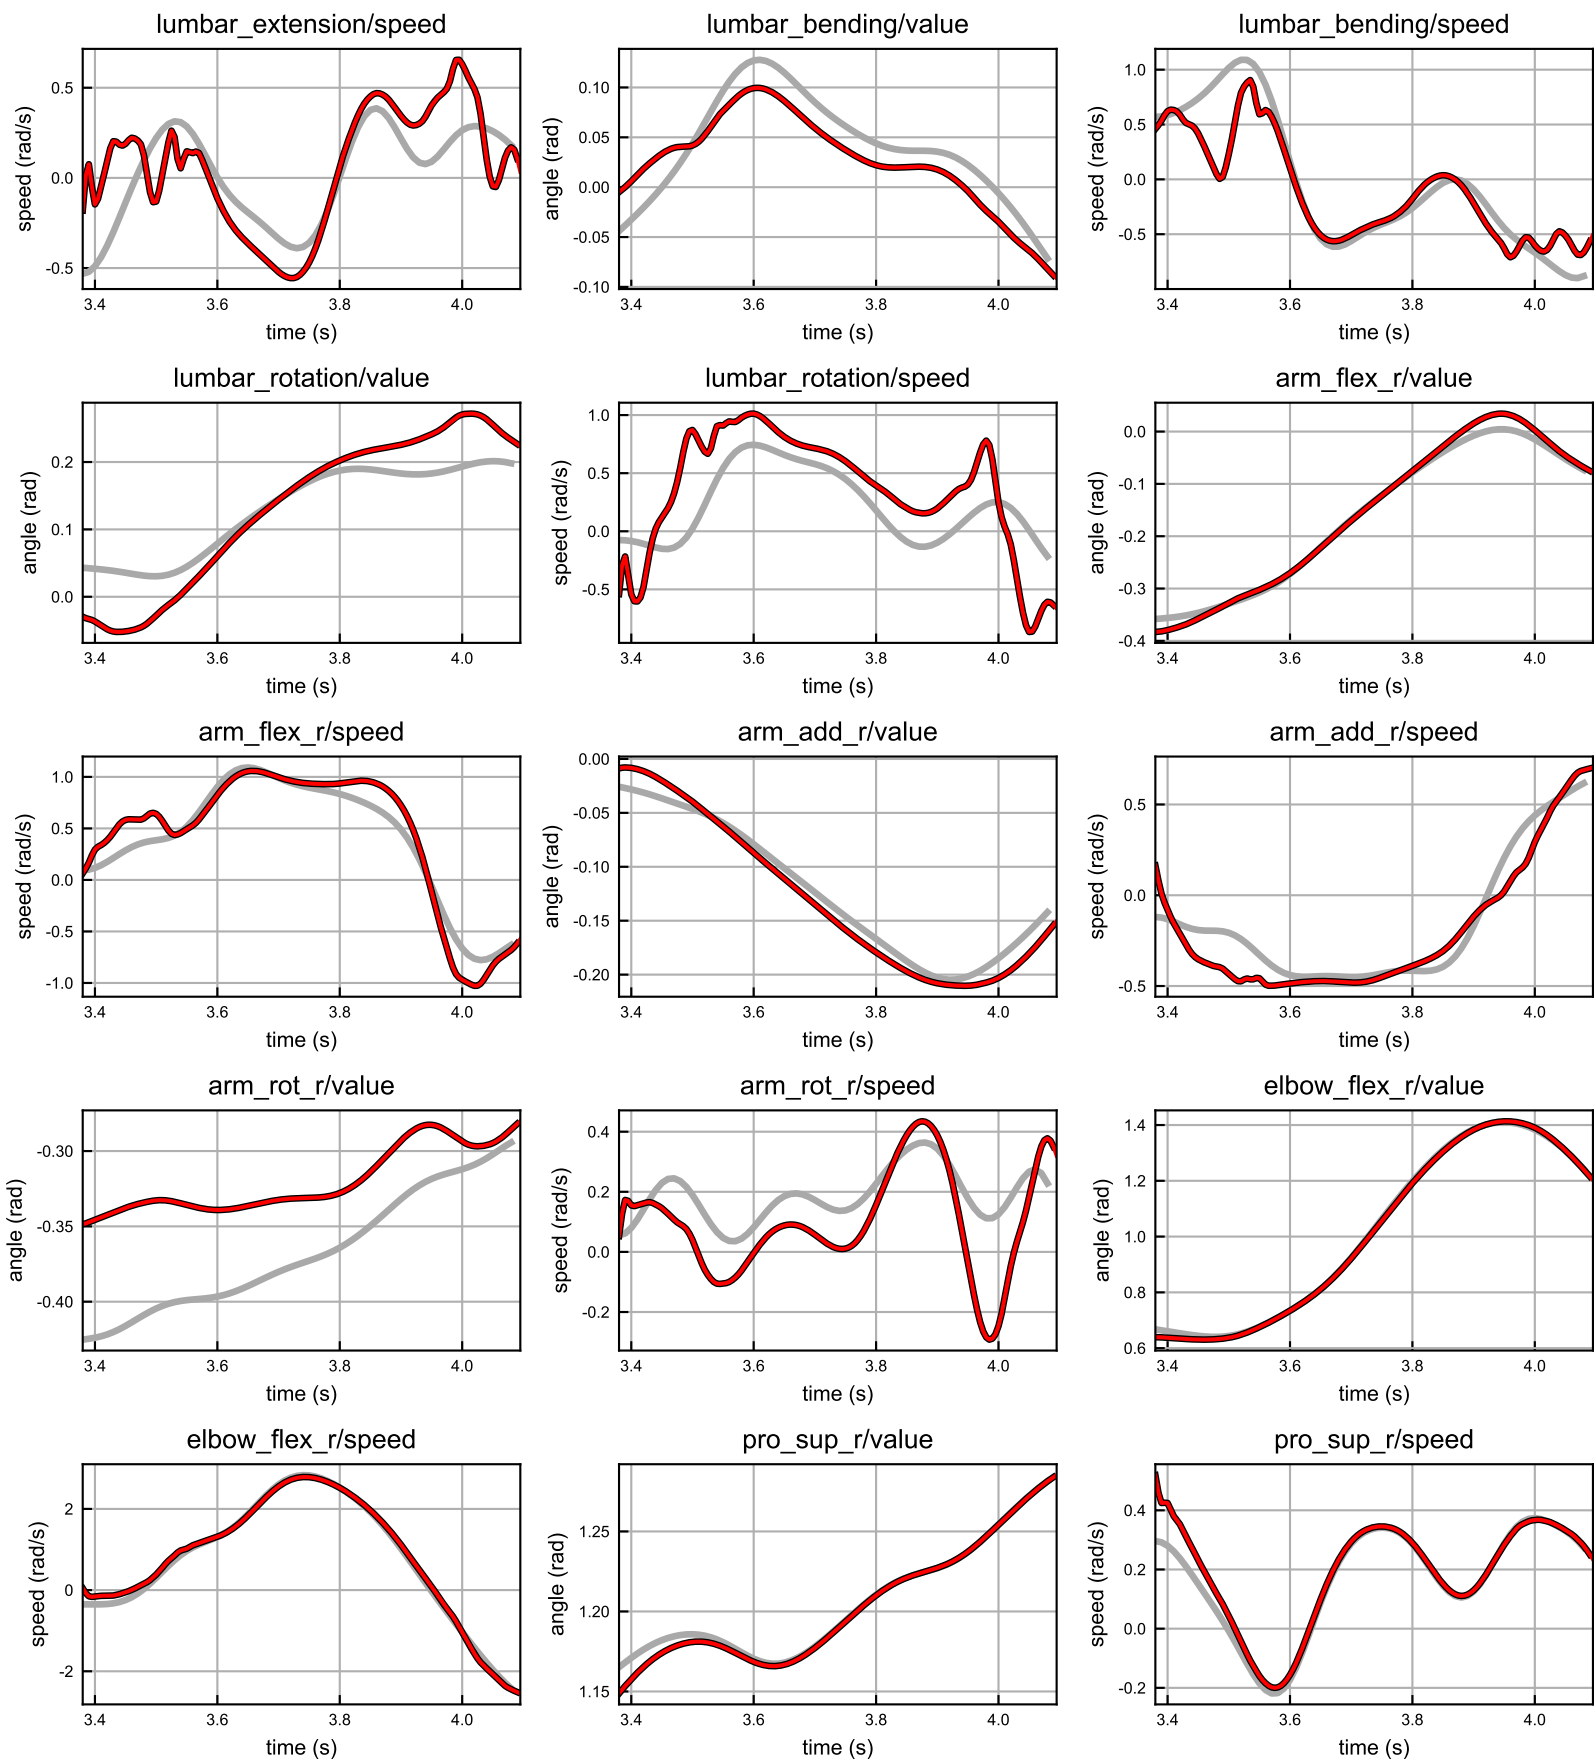 lumbar_extension/speed
speed (rad/s)
0.5
0.0
-0.5
3.4 3.6 3.8 4.0
time (s)
lumbar_bending/value
angle (rad)
0.10
0.05
0.00
-0.05
-0.10
3.4 3.6 3.8 4.0
time (s)
lumbar_bending/speed
speed (rad/s)
1.0
0.5
0.0
-0.5
3.4 3.6 3.8 4.0
time (s)
lumbar_rotation/value
angle (rad)
0.2
0.1
0.0
3.4 3.6 3.8 4.0
time (s)
lumbar_rotation/speed
speed (rad/s)
1.0
0.5
0.0
-0.5
3.4 3.6 3.8 4.0
time (s)
arm_flex_r/value
angle (rad)
0.0
-0.1
-0.2
-0.3
-0.4
3.4 3.6 3.8 4.0
time (s)
arm_flex_r/speed
speed (rad/s)
1.0
0.5
0.0
-0.5
-1.0
3.4 3.6 3.8 4.0
time (s)
arm_add_r/value
angle (rad)
0.00
-0.05
-0.10
-0.15
-0.20
3.4 3.6 3.8 4.0
time (s)
arm_add_r/speed
speed (rad/s)
0.5
0.0
-0.5
3.4 3.6 3.8 4.0
time (s)
arm_rot_r/value
angle (rad)
-0.30
-0.35
-0.40
3.4 3.6 3.8 4.0
time (s)
arm_rot_r/speed
speed (rad/s)
0.4
0.2
0.0
-0.2
3.4 3.6 3.8 4.0
time (s)
elbow_flex_r/value
angle (rad)
1.4
1.2
1.0
0.8
0.6
3.4 3.6 3.8 4.0
time (s)
elbow_flex_r/speed
speed (rad/s)
2
0
-2
3.4 3.6 3.8 4.0
time (s)
pro_sup_r/value
angle (rad)
1.25
1.20
1.15
3.4 3.6 3.8 4.0
time (s)
pro_sup_r/speed
speed (rad/s)
0.4
0.2
0.0
-0.2
3.4 3.6 3.8 4.0
time (s)